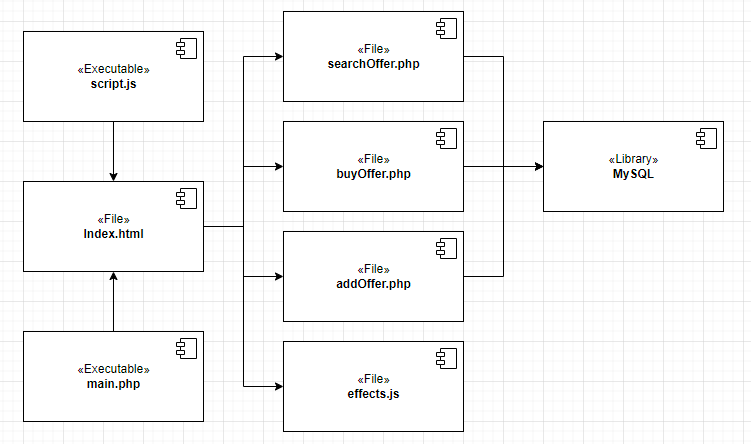 «Executable»
script.js
«File»
Index.html
«Executable»
main.php
«File»
searchOffer.php
«File»
buyOffer.php
«File»
addOffer.php
«File»
effects.js
«Library»
MySQL